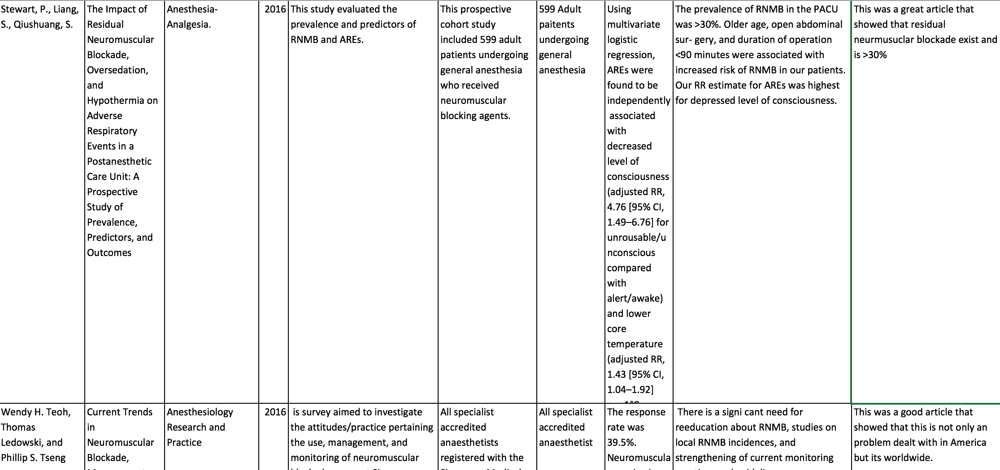 Stewart, P., Liang,
S., Qiushuang, S.
The Impact of
Residual
Neuromuscular
Blockade,
Oversedation,
and
Hypothermia on
Adverse
Respiratory
Events in a
Postanesthetic
Care Unit: A
Prospective
Study of
Prevalence,
Predictors, and
Outcomes
Anesthesia-
Analgesia.
2016
This study evaluated the
prevalence and predictors of
RNMB and AREs.
This prospective
cohort study
included 599 adult
patients undergoing
general anesthesia
who received
neuromuscular
blocking agents.
599 Adult
paitents
undergoing
general
anesthesia
Using
multivariate
logistic
regression,
AREs were
found to be
independently
associated
with
decreased
level of
consciousness
(adjusted RR,
4.76 [95% CI,
1.49–6.76] for
unrousable/u
nconscious
compared
with
alert/awake)
and lower
core
temperature
(adjusted RR,
1.43 [95% CI,
1.04–1.92]
The prevalence of RNMB in the PACU
was >30%. Older age, open abdominal
sur- gery, and duration of operation
<90 minutes were associated with
increased risk of RNMB in our patients.
Our RR estimate for AREs was highest
for depressed level of consciousness.
This was a great article that
showed that residual
neurmusuclar blockade exist and
is >30%
Wendy H. Teoh,
Thomas
Ledowski, and
Phillip S. Tseng
Current Trends
in
Neuromuscular
Blockade,
Anesthesiology
Research and
Practice
2016
is survey aimed to investigate
the attitudes/practice pertaining
the use, management, and
monitoring of neuromuscular
All specialist
accredited
anaesthetists
registered with the
All specialist
accredited
anaesthetist
The response
rate was
39.5%.
Neuromuscula
There is a signi cant need for
reeducation about RNMB, studies on
local RNMB incidences, and
strengthening of current monitoring
This was a good article that
showed that this is not only an
problem dealt with in America
but its worldwide.